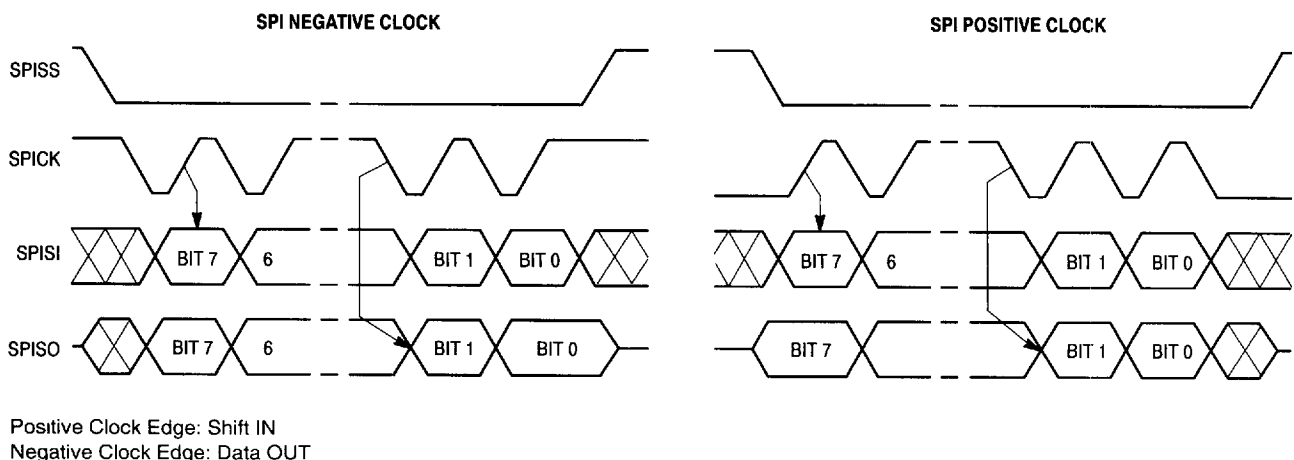 SPI NEGATIVE CLOCK
SPI POSITIVE CLOCK
SPISS
SPICK
SPISI
BIT 7
6
BIT 1
BIT 0
BIT 7
6
BIT 1
BIT 0
SPISO
BIT 7
6
BIT 1
BIT 0
BIT 7
BIT 1
BIT 0
Positive Clock Edge: Shift IN
Negative Clock Edge: Data OUT